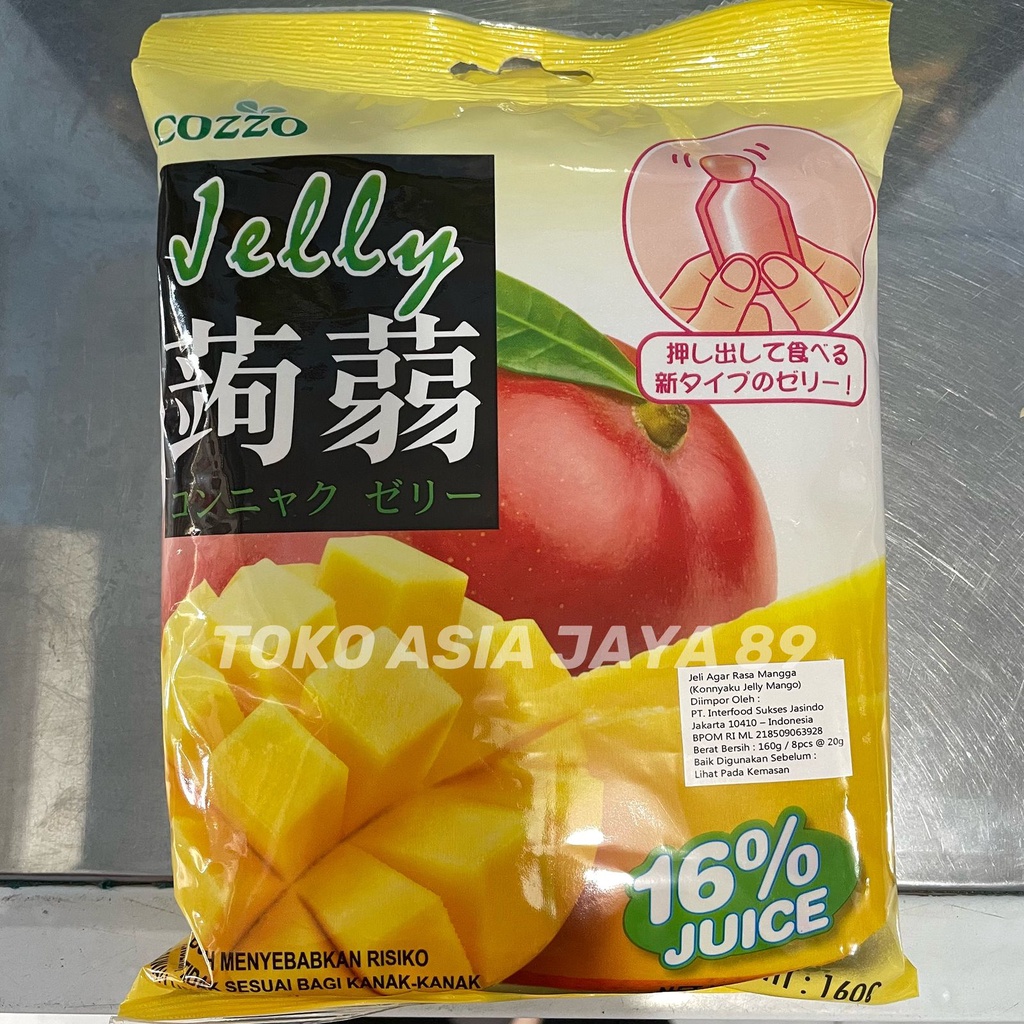 COZZO
Jelly
蒟蒻
コンニャク ゼリー
押し出して食べる
新タイプのゼリー!
TOKO ASIA JAYA 89
Jeli Agar Rasa Mangga
(Konnyaku Jelly Mango)
Diimpor Oleh :
PT. Interfood Sukses Jasindo
Jakarta 10410 – Indonesia
BPOM RI ML 218509063928
Berat Bersih : 160g / 8pcs @ 20g
Baik Digunakan Sebelum :
Lihat Pada Kemasan
16%
JUICE
MENYEBABKAN RISIKO
SESUAI BAGI KANAK-KANAK
: 160g